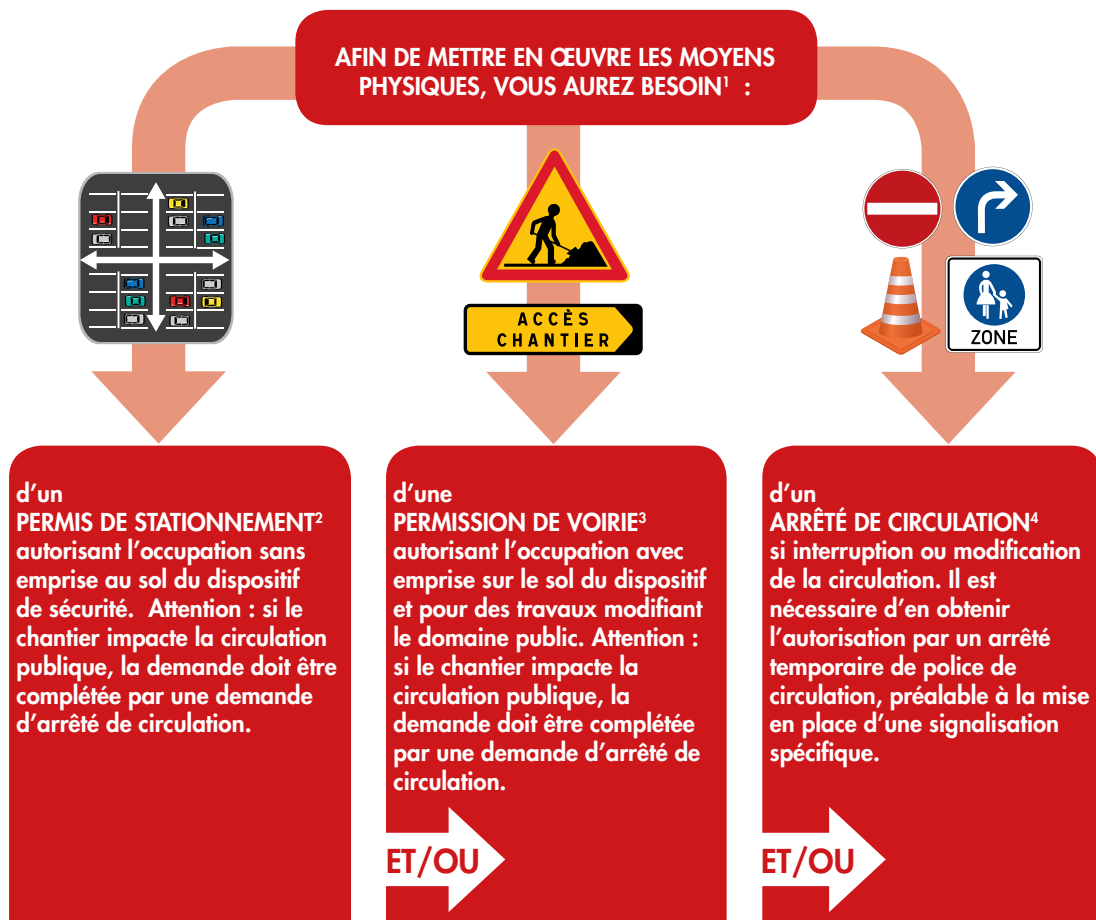 AFIN DE METTRE EN ŒUVRE LES MOYENS
PHYSIQUES, VOUS AUREZ BESOIN¹ :
ACCÈS
CHANTIER
ZONE
d’un
PERMIS DE STATIONNEMENT²
autorisant l’occupation sans
emprise au sol du dispositif
de sécurité. Attention : si le
chantier impacte la circulation
publique, la demande doit être
complétée par une demande
d’arrêté de circulation.
d’une
PERMISSION DE VOIRIE³
autorisant l’occupation avec
emprise sur le sol du dispositif
et pour des travaux modifiant
le domaine public. Attention :
si le chantier impacte la
circulation publique, la
demande doit être complétée
par une demande d’arrêté de
circulation.
ET/OU
d’un
ARRÊTÉ DE CIRCULATION⁴
si interruption ou modification
de la circulation. Il est
nécessaire d’en obtenir
l’autorisation par un arrêté
temporaire de police de
circulation, préalable à la mise
en place d’une signalisation
spécifique.
ET/OU